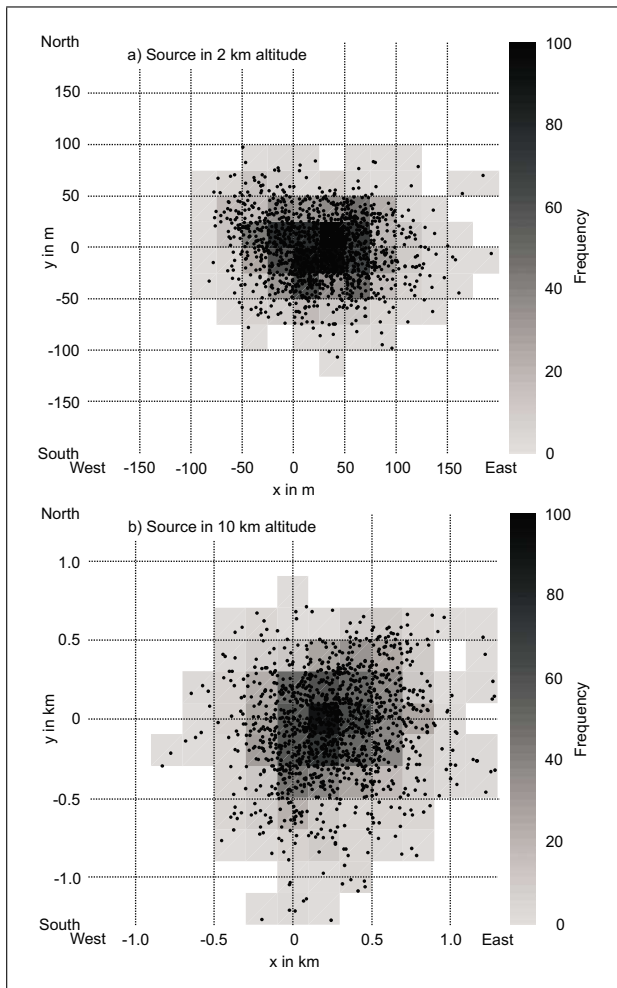 North
a) Source in 2 km altitude
150
100
50
0
-50
-100
-150
y in m
South
West -150 -100 -50 0 50 100 150 East
x in m
100
80
60
40
20
0
Frequency
North
b) Source in 10 km altitude
1.0
0.5
0
-0.5
-1.0
y in km
South
West -1.0 -0.5 0 0.5 1.0 East
x in km
100
80
60
40
20
0
Frequency